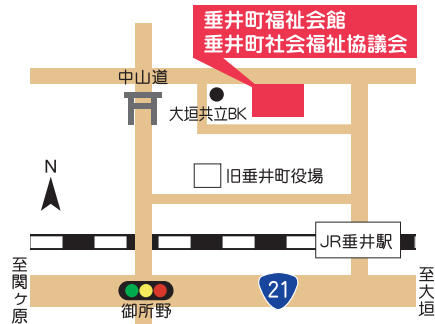 垂井町福祉会館
垂井町社会福祉協議会
中山道
大垣共立BK
旧垂井町役場
N
JR垂井駅
至関ヶ原
至大垣
21
御所野